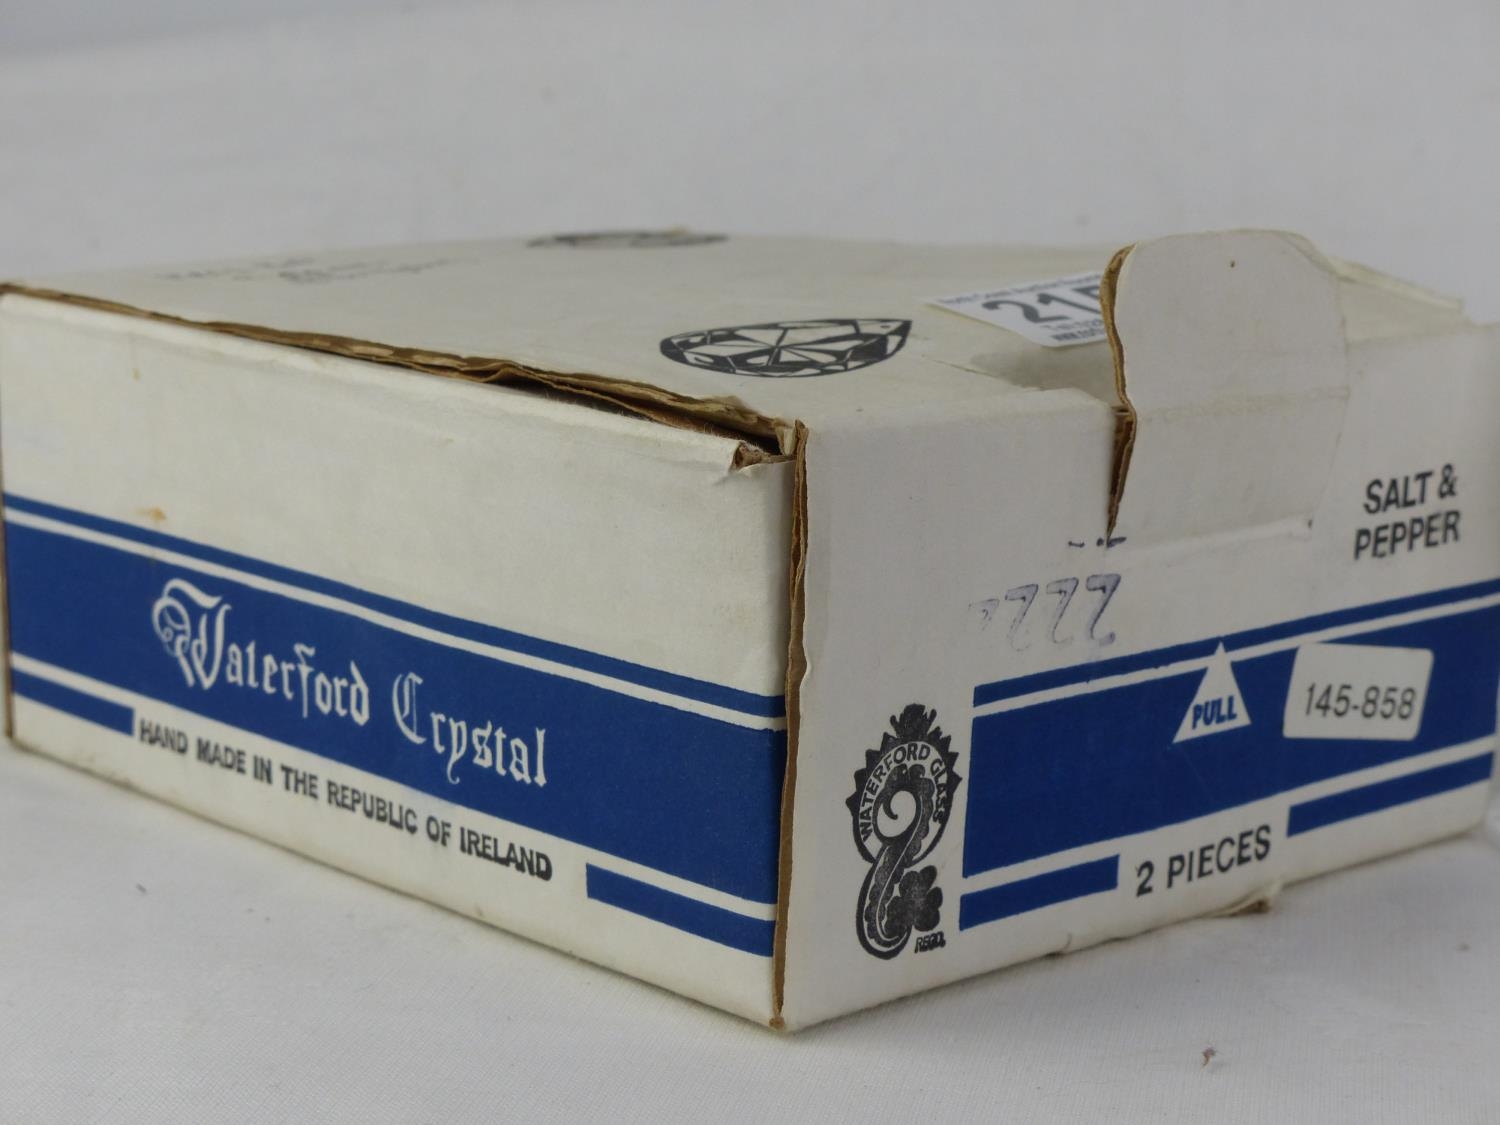 Waterford Crystal
HAND MADE IN THE REPUBLIC OF IRELAND
SALT &
PEPPER
PULL
145-858
WATERFORD GLASS
REGD.
2 PIECES